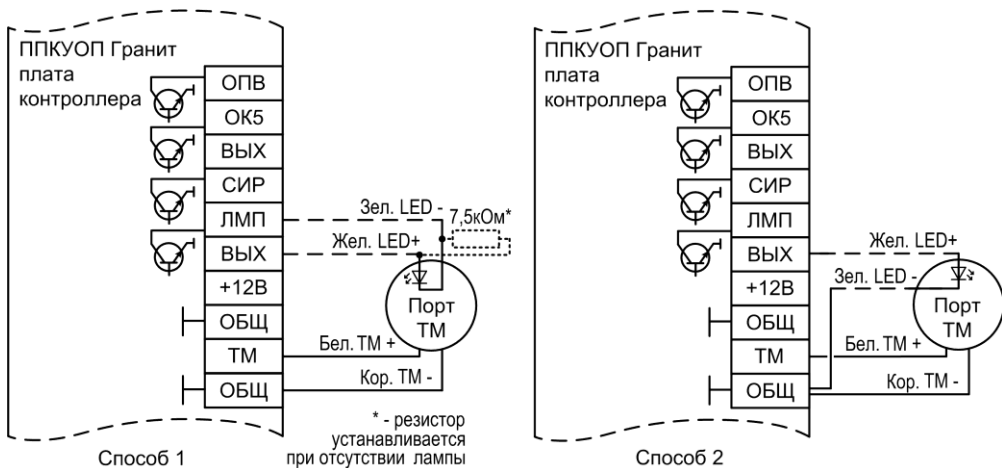 ППКУОП Гранит
плата
контроллера
ОПВ
ОК5
ВЫХ
СИР
ЛМП
ВЫХ
+12В
ОБЩ
ТМ
ОБЩ
Зел. LED -
7,5кОм*
Жел. LED+
Порт
ТМ
Бел. ТМ +
Кор. ТМ -
* - резистор
устанавливается
при отсутствии лампы
Способ 1
ППКУОП Гранит
плата
контроллера
ОПВ
ОК5
ВЫХ
СИР
ЛМП
ВЫХ
+12В
ОБЩ
ТМ
ОБЩ
Жел. LED+
Зел. LED -
Порт
ТМ
Бел. ТМ +
Кор. ТМ -
Способ 2